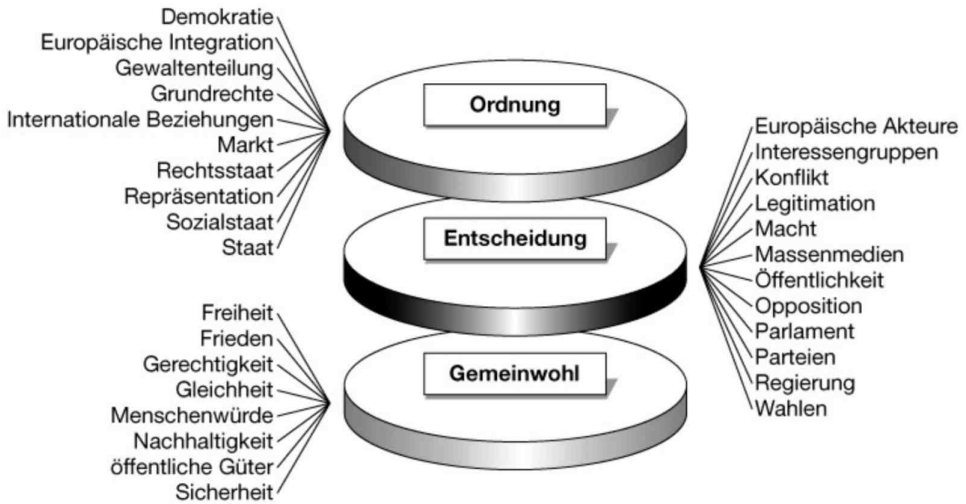 Demokratie
Europäische Integration
Gewaltenteilung
Grundrechte
Internationale Beziehungen
Markt
Rechtsstaat
Repräsentation
Sozialstaat
Staat
Ordnung
Entscheidung
Europäische Akteure
Interessengruppen
Konflikt
Legitimation
Macht
Massenmedien
Öffentlichkeit
Opposition
Parlament
Parteien
Regierung
Wahlen
Freiheit
Frieden
Gerechtigkeit
Gleichheit
Menschenwürde
Nachhaltigkeit
öffentliche Güter
Sicherheit
Gemeinwohl